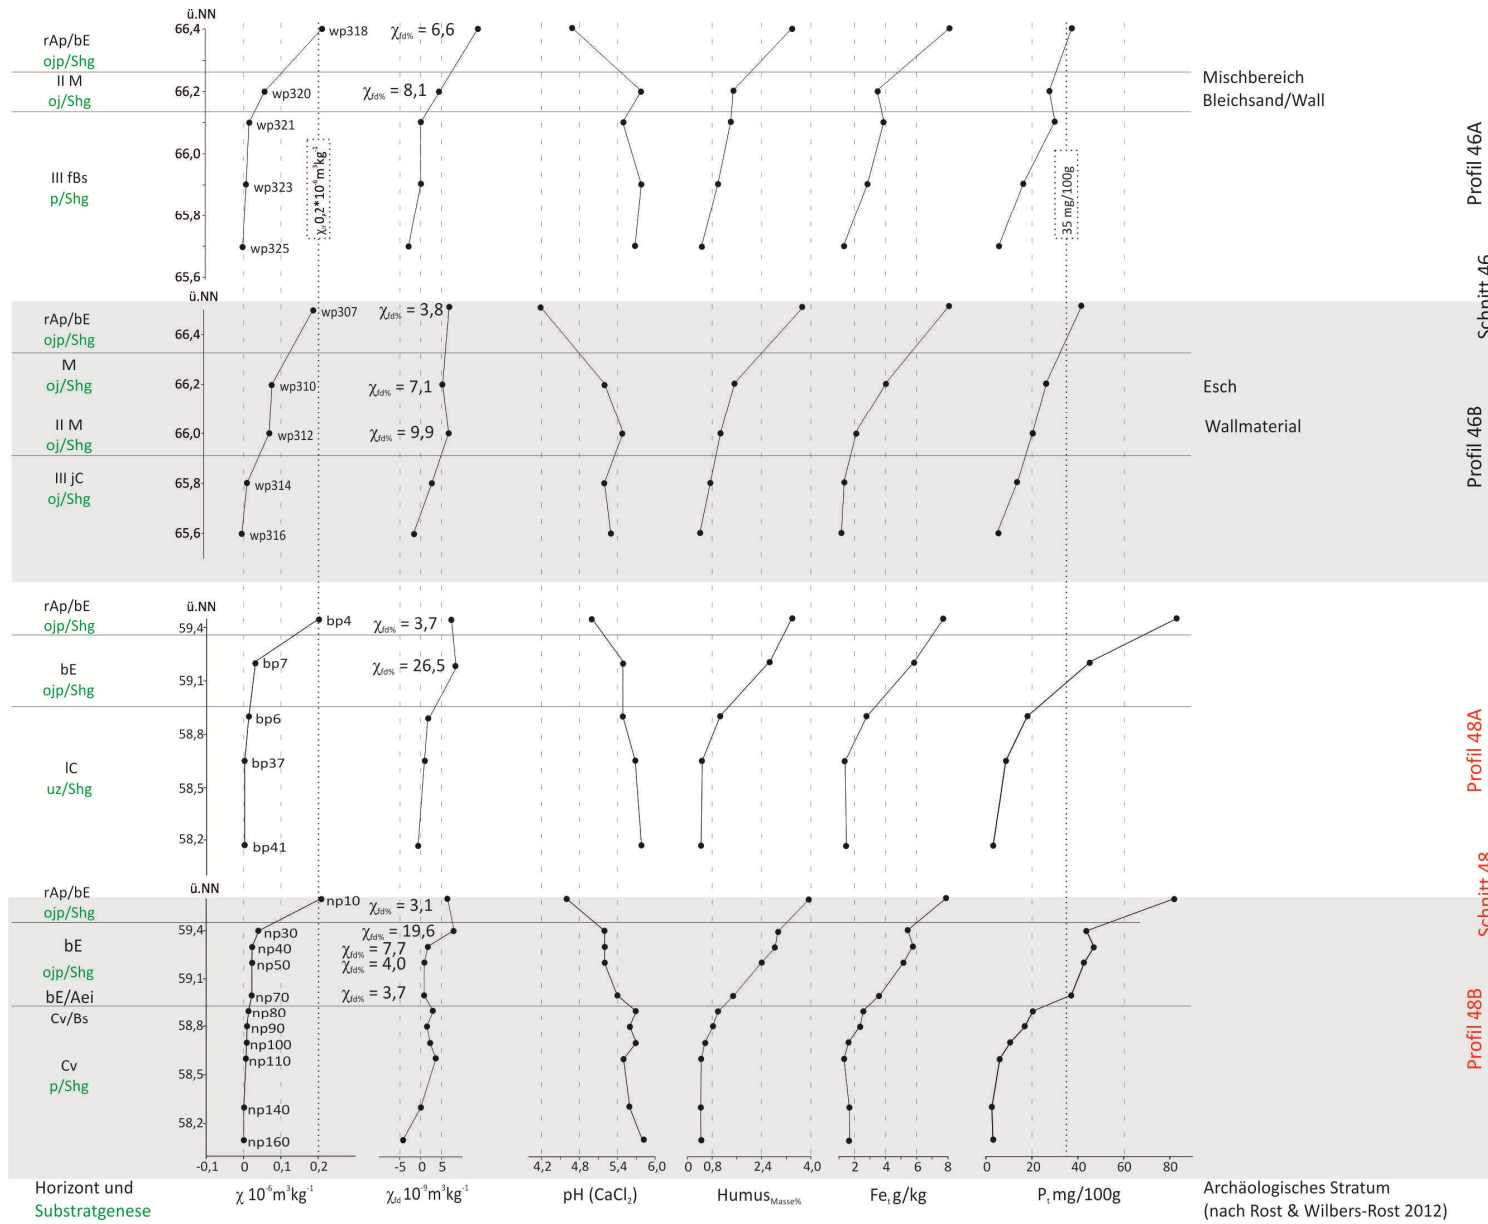 ü.NN
66,4
66,2
66,0
65,8
65,6
rAp/bE
ojp/Shg
II M
oj/Shg
III fBs
p/Shg
wp318
wp320
wp321
wp323
wp325
χfd% = 6,6
χfd% = 8,1
35 mg/100g
Mischbereich
Bleichsand/Wall
Profil 46A
Schnitt 46
ü.NN
66,4
66,2
66,0
65,8
65,6
rAp/bE
ojp/Shg
M
oj/Shg
II M
oj/Shg
III jC
oj/Shg
wp307
wp310
wp312
wp314
wp316
χfd% = 3,8
χfd% = 7,1
χfd% = 9,9
Esch
Wallmaterial
Profil 46B
ü.NN
59,4
59,1
58,8
58,5
58,2
rAp/bE
ojp/Shg
bE
ojp/Shg
lC
uz/Shg
bp4
bp7
bp6
bp37
bp41
χfd% = 3,7
χfd% = 26,5
Profil 48A
Schnitt 48
ü.NN
59,4
59,1
58,8
58,5
58,2
rAp/bE
ojp/Shg
bE
ojp/Shg
bE/Aei
Cv/Bs
Cv
p/Shg
np10
np30
np40
np50
np70
np80
np90
np100
np110
np140
np160
χfd% = 3,1
χfd% = 19,6
χfd% = 7,7
χfd% = 4,0
χfd% = 3,7
Profil 48B
-0,1 0 0,1 0,2
-5 0 5
4,2 4,8 5,4 6,0
0 0,8 2,4 4,0
2 4 6 8
0 20 40 60 80
Horizont und
Substratgenese
χ 10⁻⁶m³kg⁻¹
χfd 10⁻⁹m³kg⁻¹
pH (CaCl₂)
Humus Masse%
Fet g/kg
Pt mg/100g
Archäologisches Stratum
(nach Rost & Wilbers-Rost 2012)